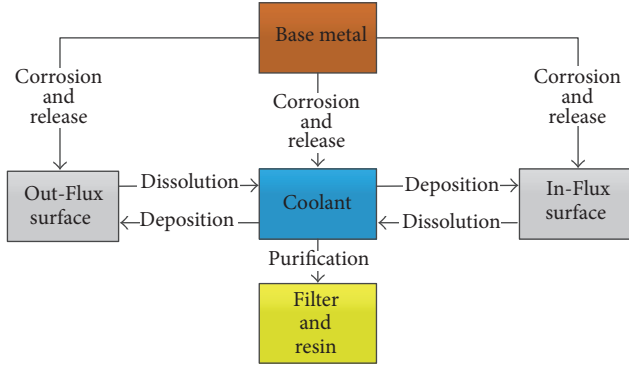 Base metal
Corrosion
and
release
Corrosion
and
release
Corrosion
and
release
Out-Flux
surface
Dissolution
Deposition
Coolant
Deposition
Dissolution
In-Flux
surface
Purification
Filter
and
resin